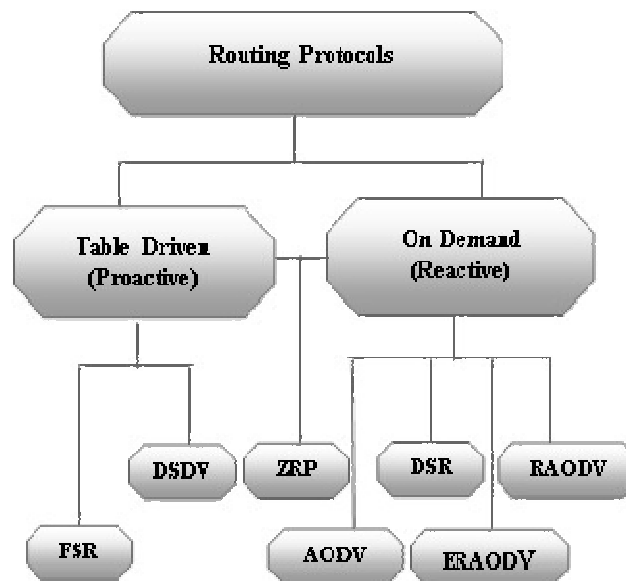 Routing Protocols
Table Driven
(Proactive)
On Demand
(Reactive)
DSDV
ZRP
DSR
RAODV
FSR
AODV
ERAODV